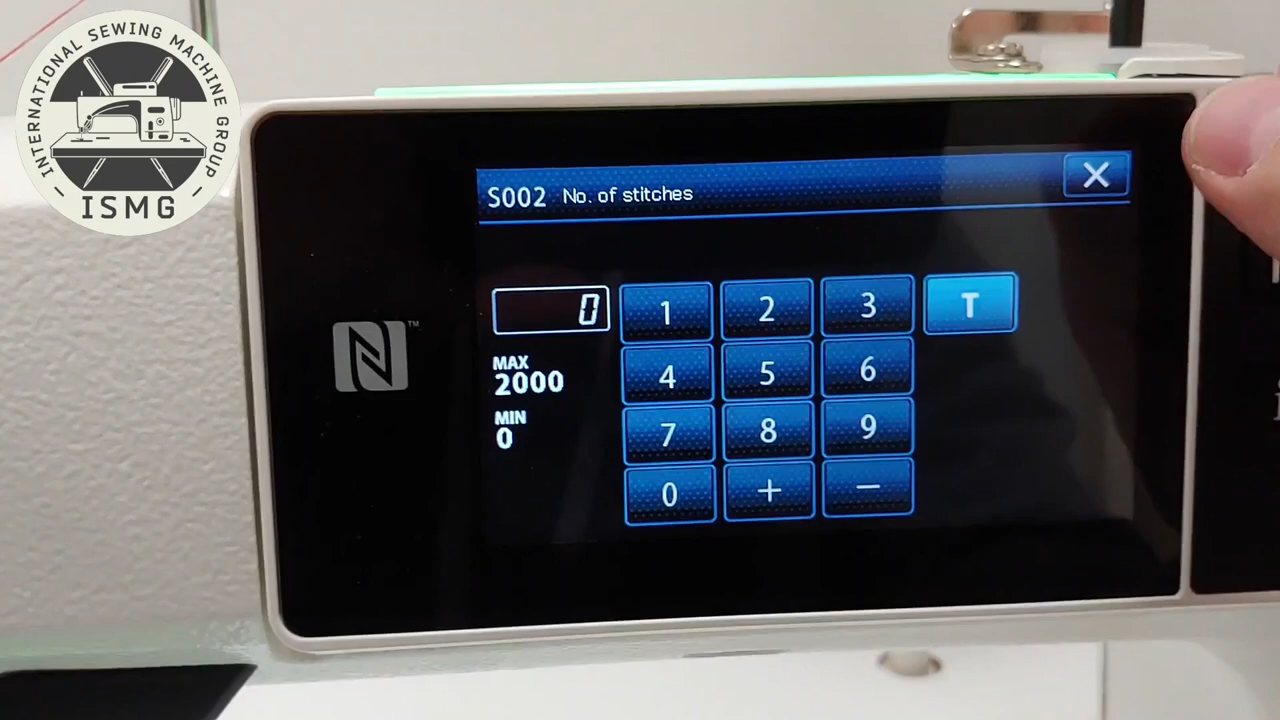 INTERNATIONAL SEWING MACHINE GROUP
ISMG
S002 No. of stitches
X
0
1 2 3 T
MAX
2000
4 5 6
MIN
0
7 8 9
0 + −
N™